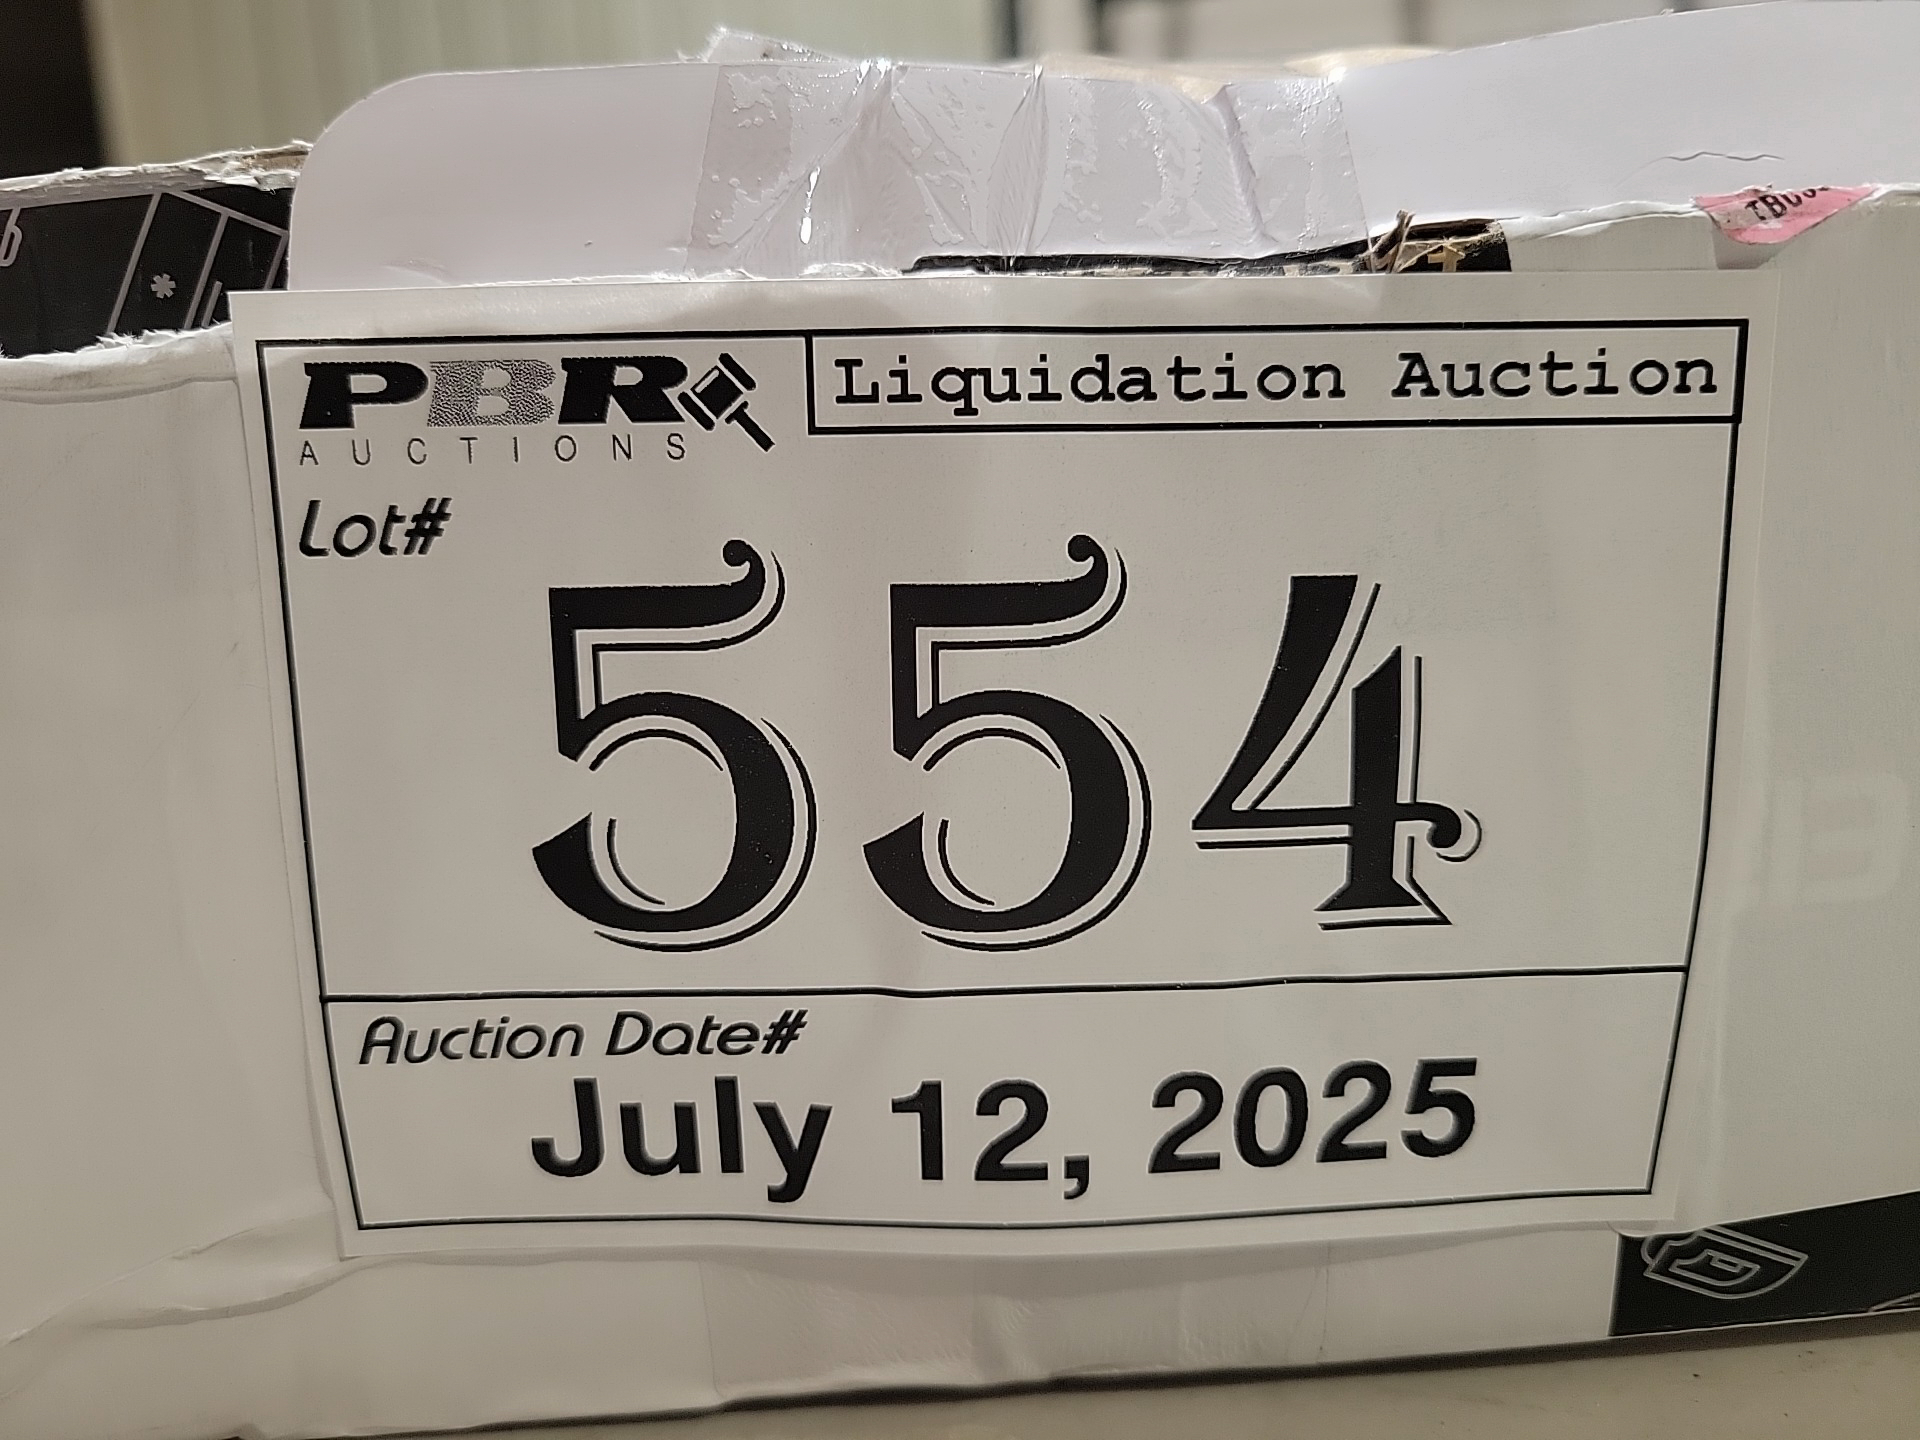 PBR
AUCTIONS
Liquidation Auction
Lot#
554
Auction Date#
July 12, 2025